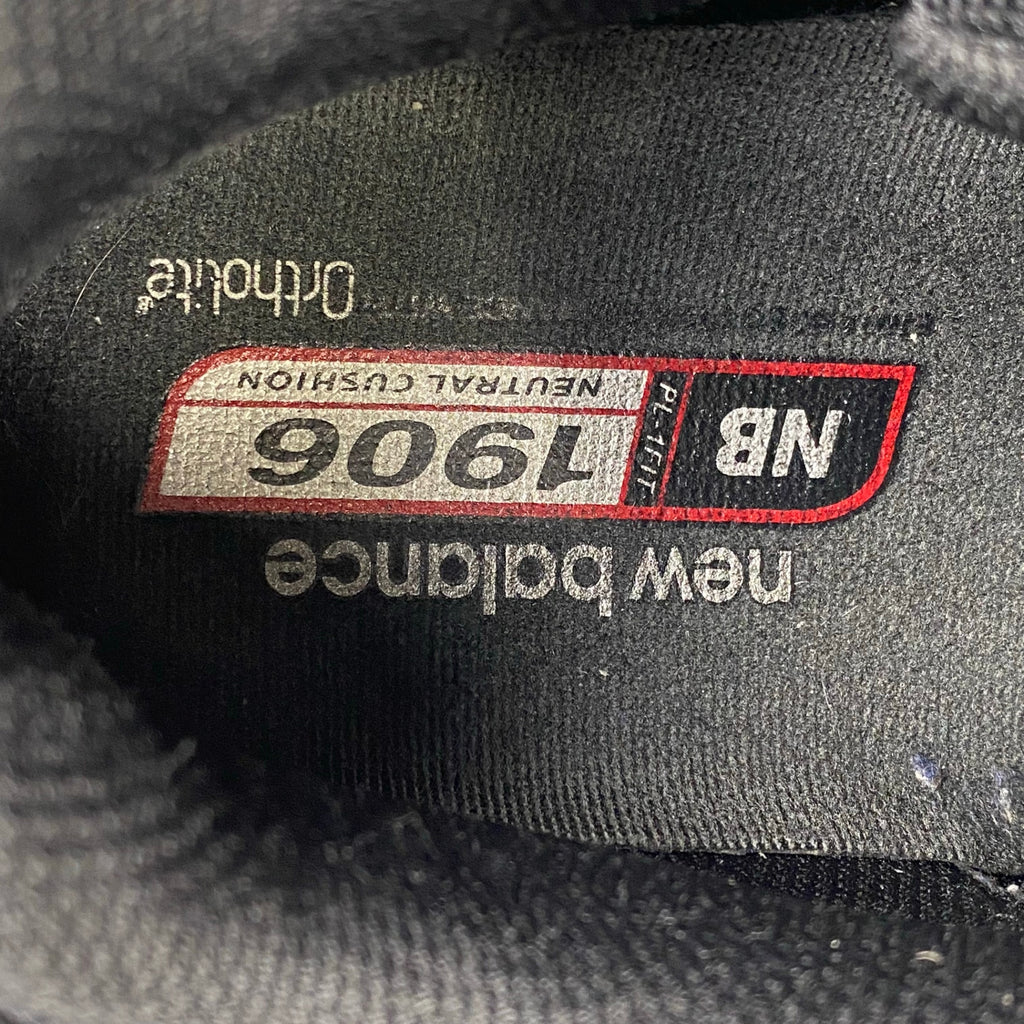 new balance
NB
PL-1FIT
1906
NEUTRAL CUSHION
Ortholite®